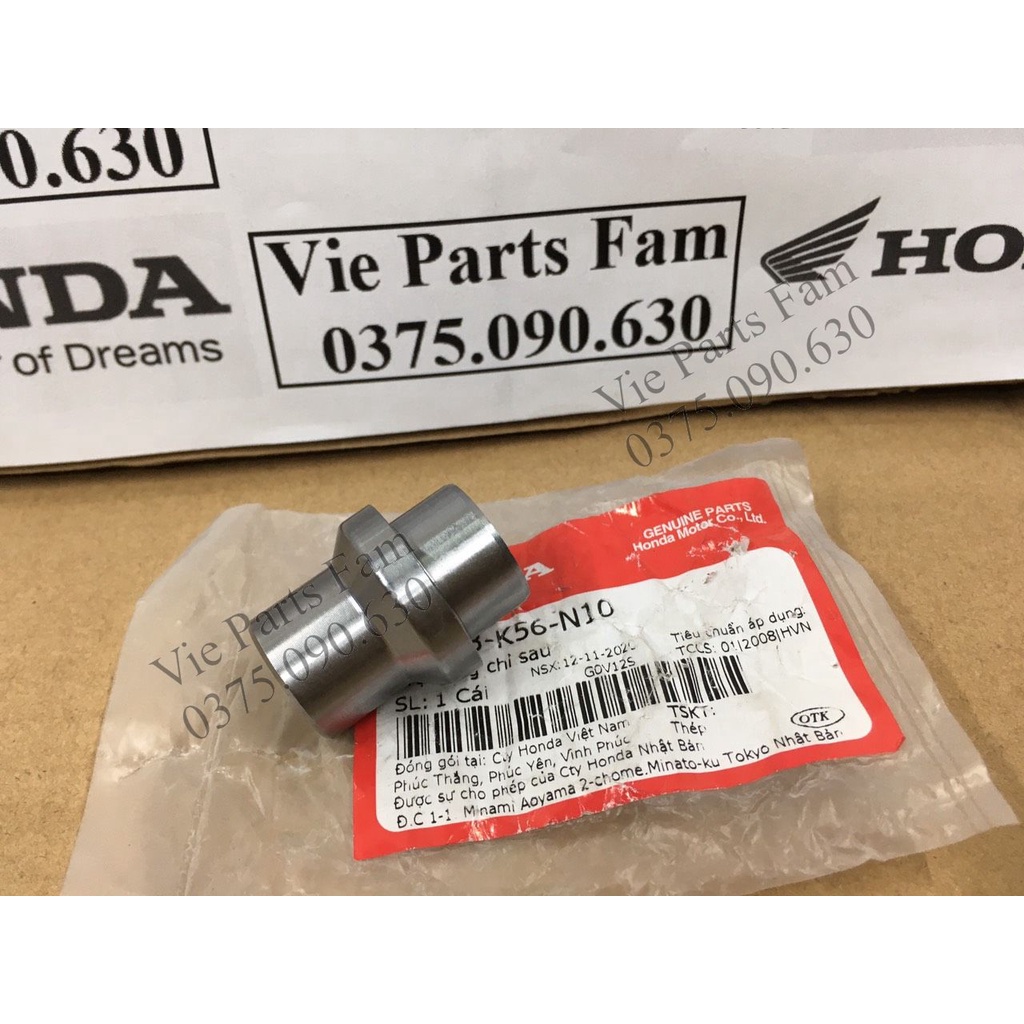 0.630
NDA
of Dreams
Vie Parts Fam
0375.090.630
HO
Vie Parts Fam
0375.090.630
GENUINE PARTS
Honda Motor Co., Ltd.
A
-K56-N10
chỉ sau
SL: 1 Cái
NSX:12-11-2020
GDV12S
Tiêu chuẩn áp dụng:
TCCS: 01|2008|HVN
TSKT:
Thép
OTK
Đóng gói tại: Cty Honda Việt Nam
Phúc Thắng, Phúc Yên, Vĩnh Phúc
Được sự cho phép của Cty Honda Nhật Bản
Đ.C 1-1 Minami Aoyama 2-chome.Minato-ku Tokyo Nhật Bản
Vie Parts Fam
0375.090.630